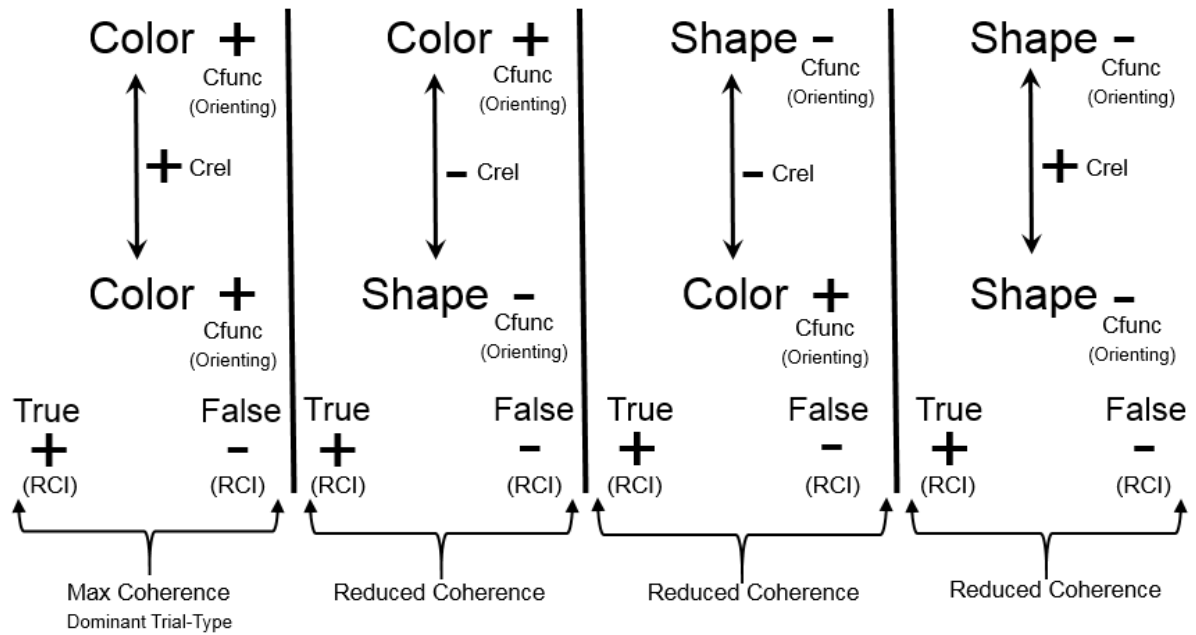 Color +
Cfunc
(Orienting)
+ Crel
Color +
Cfunc
(Orienting)
True False
+ -
(RCI) (RCI)
Max Coherence
Dominant Trial-Type
Color +
Cfunc
(Orienting)
- Crel
Shape -
Cfunc
(Orienting)
True False
+ -
(RCI) (RCI)
Reduced Coherence
Shape -
Cfunc
(Orienting)
- Crel
Color +
Cfunc
(Orienting)
True False
+ -
(RCI) (RCI)
Reduced Coherence
Shape -
Cfunc
(Orienting)
+ Crel
Shape -
Cfunc
(Orienting)
True False
+ -
(RCI) (RCI)
Reduced Coherence